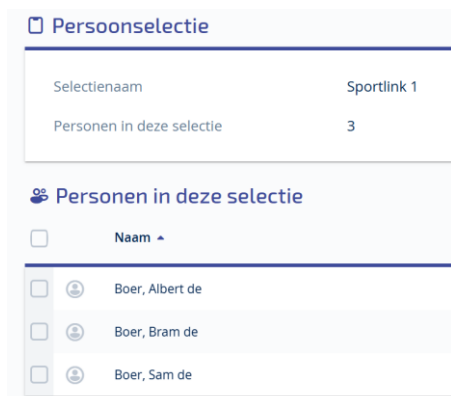 Persoonselectie
Selectienaam Sportlink 1
Personen in deze selectie 3
Personen in deze selectie
Naam
Boer, Albert de
Boer, Bram de
Boer, Sam de